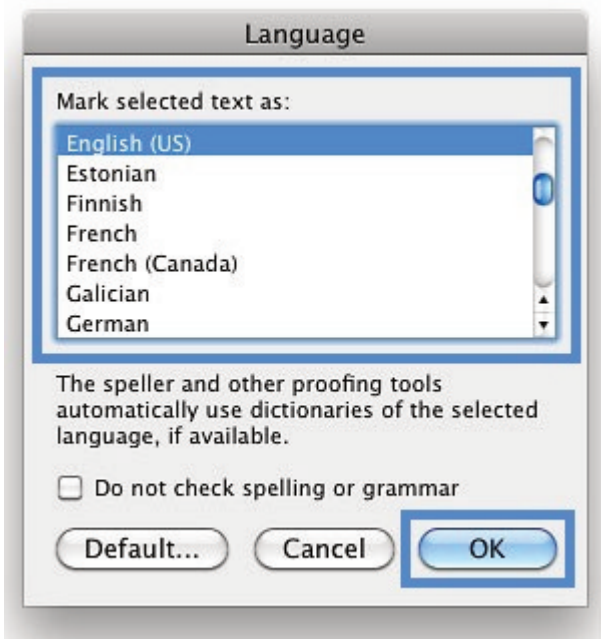 Language
Mark selected text as:
English (US)
Estonian
Finnish
French
French (Canada)
Galician
German
The speller and other proofing tools
automatically use dictionaries of the selected
language, if available.
Do not check spelling or grammar
Default... Cancel OK